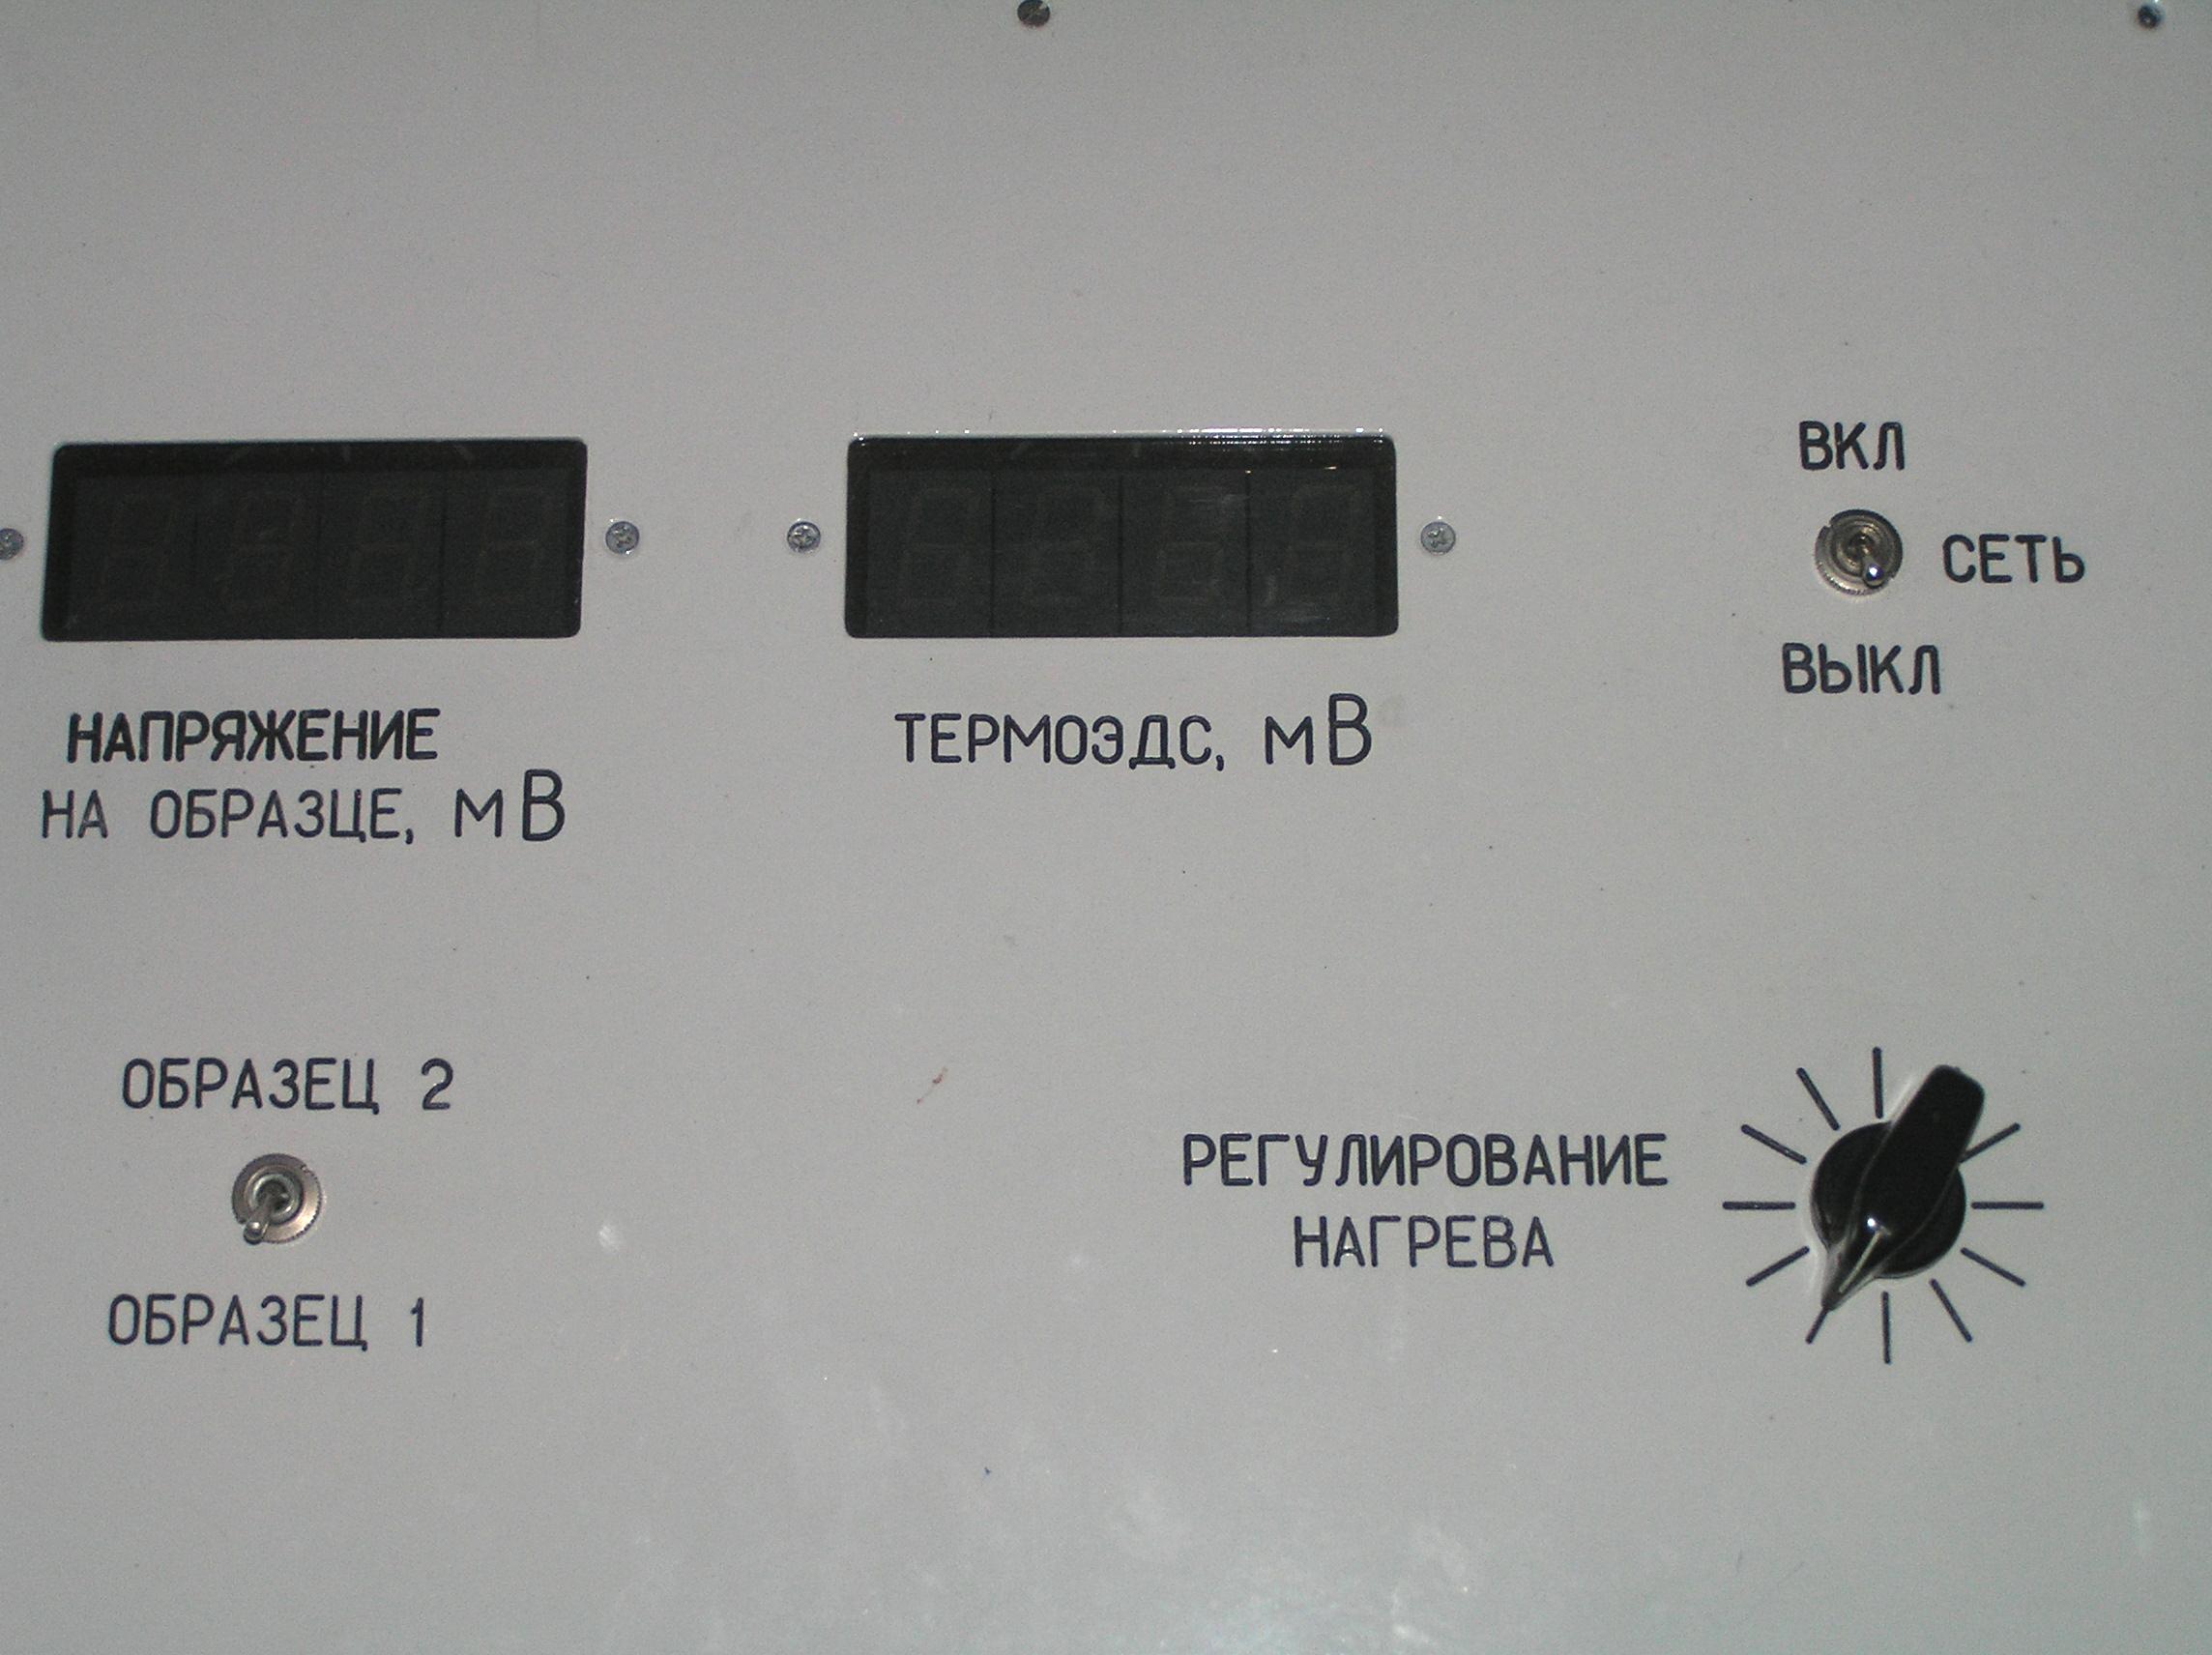 ВКЛ
СЕТЬ
ВЫКЛ
НАПРЯЖЕНИЕ
НА ОБРАЗЦЕ, мВ
ТЕРМОЭДС, мВ
ОБРАЗЕЦ 2
ОБРАЗЕЦ 1
РЕГУЛИРОВАНИЕ
НАГРЕВА